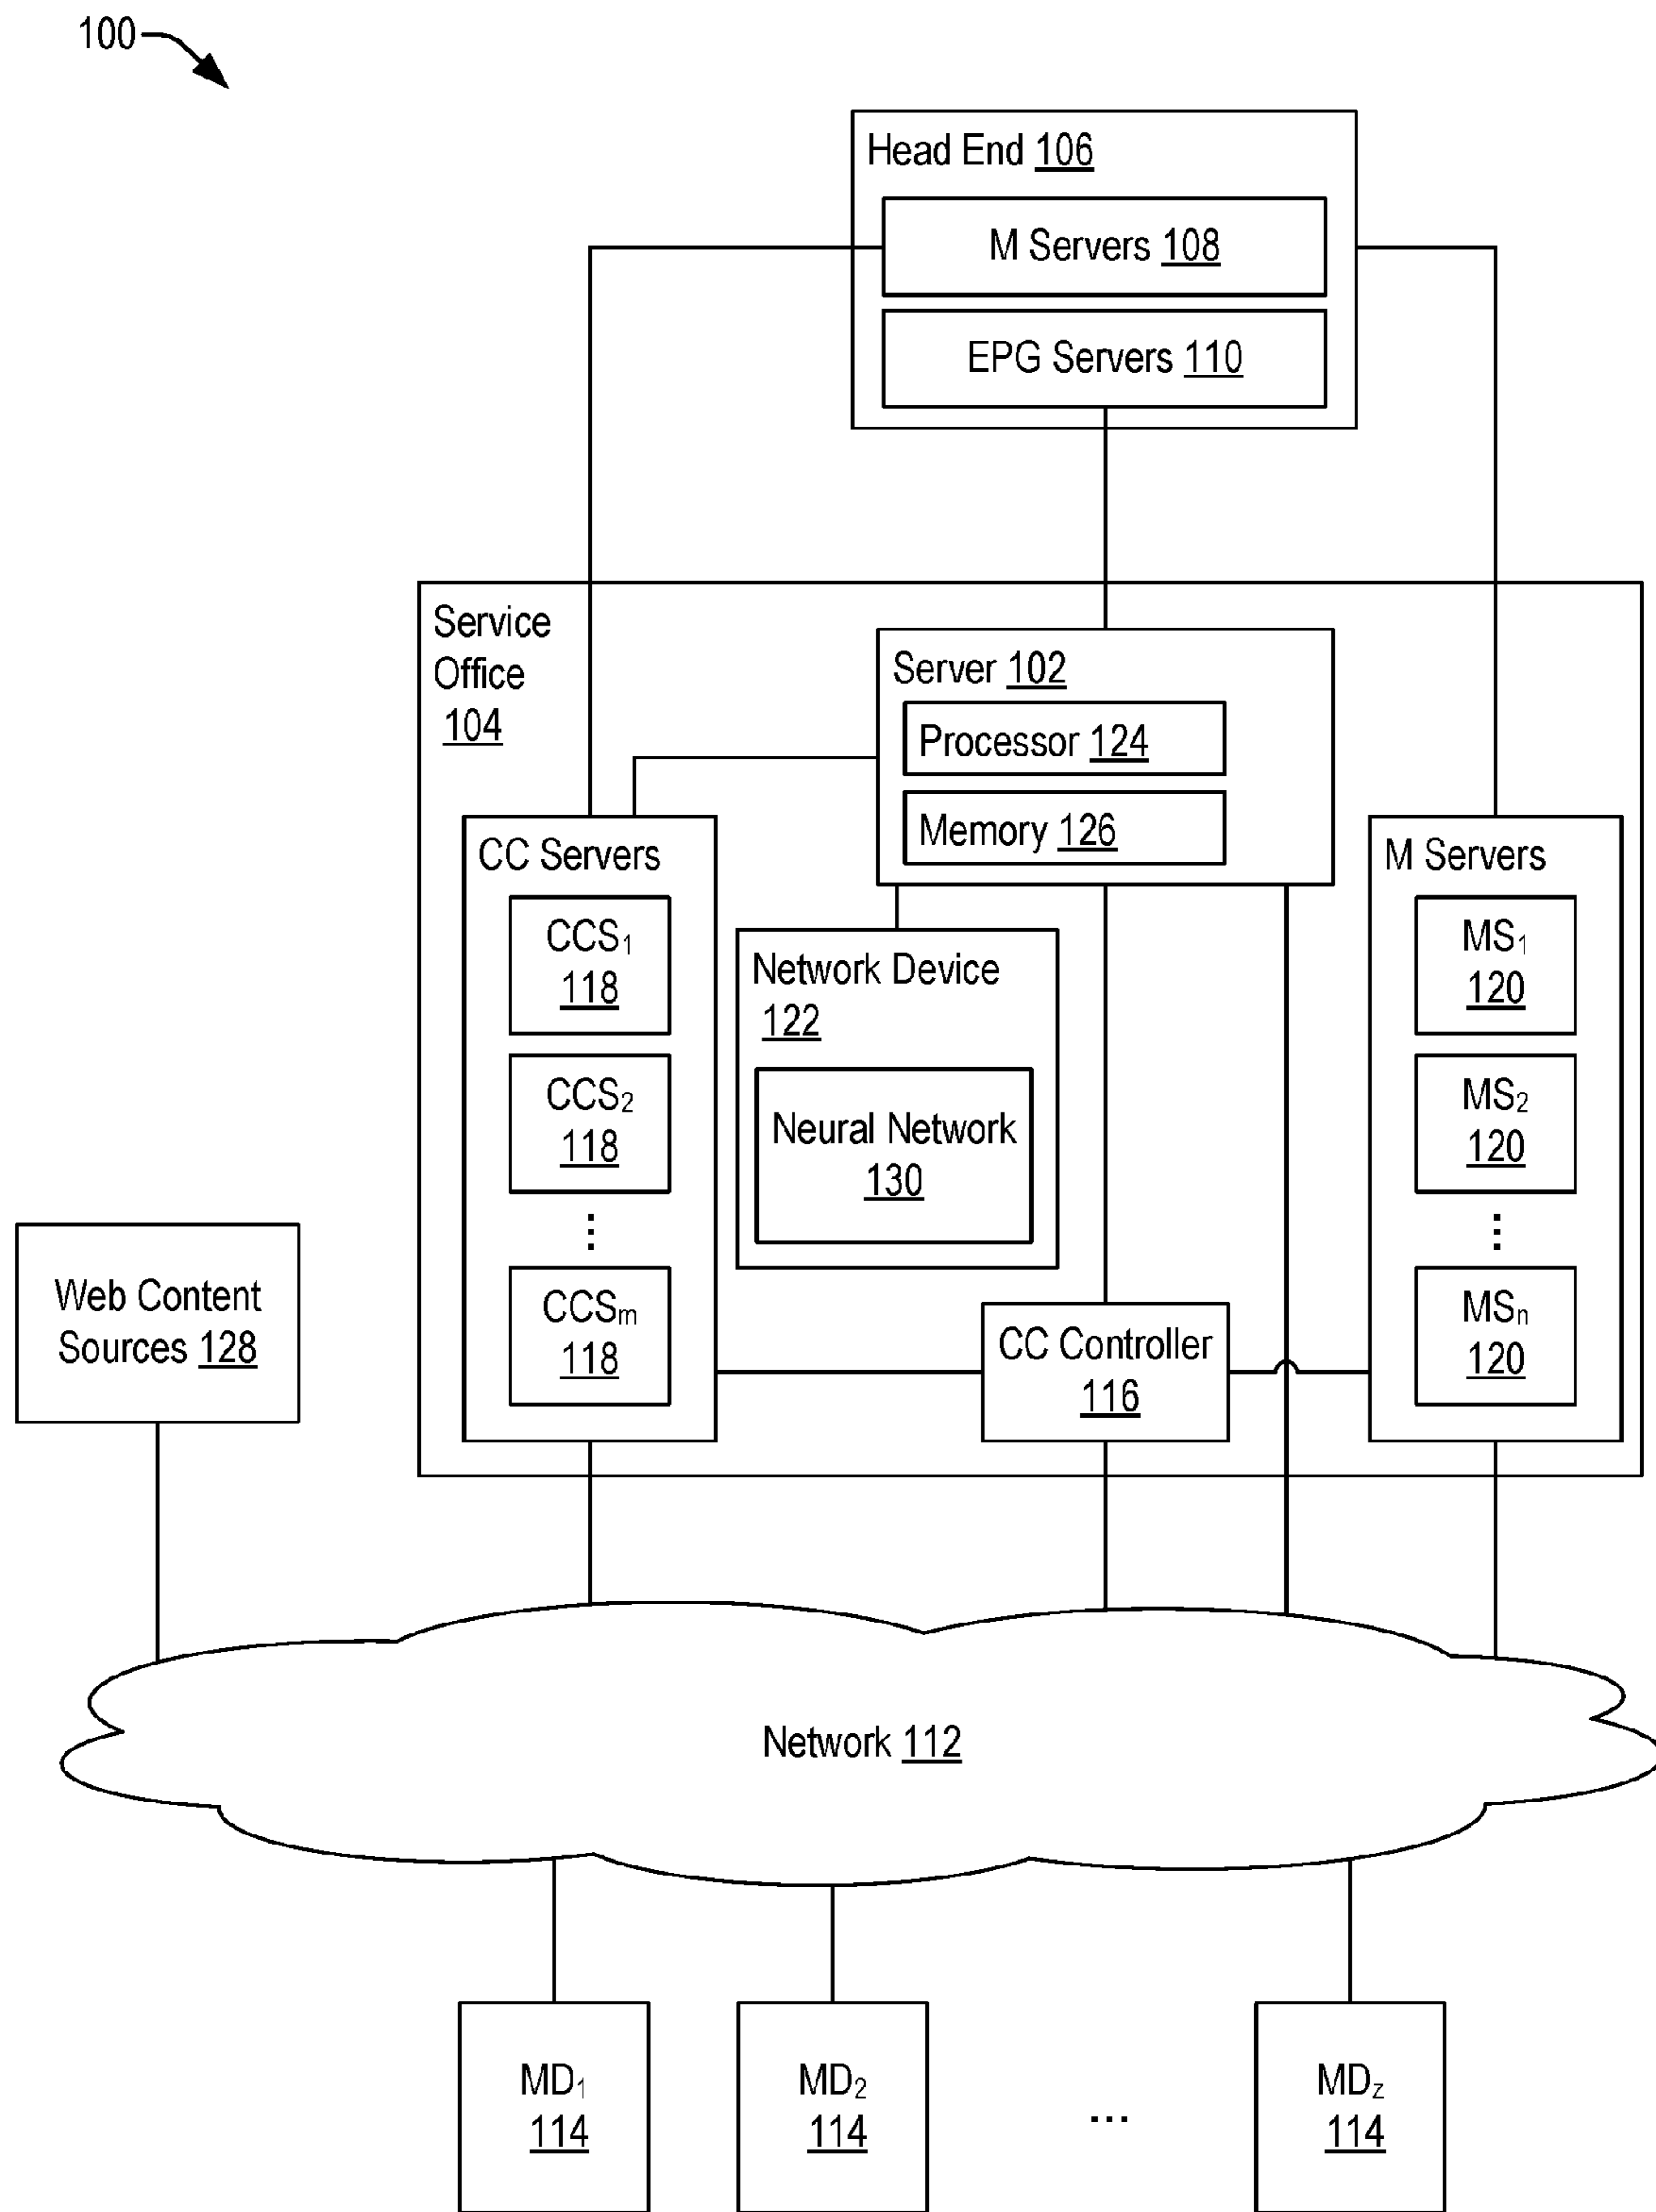 100
Head End 106
M Servers 108
EPG Servers 110
Service
Office
104
Server 102
Processor 124
Memory 126
CC Servers
CCS₁
118
CCS₂
118
⋮
CCSₘ
118
Network Device
122
Neural Network
130
CC Controller
116
M Servers
MS₁
120
MS₂
120
⋮
MSₙ
120
Web Content
Sources 128
Network 112
MD₁
114
MD₂
114
...
MD_z
114